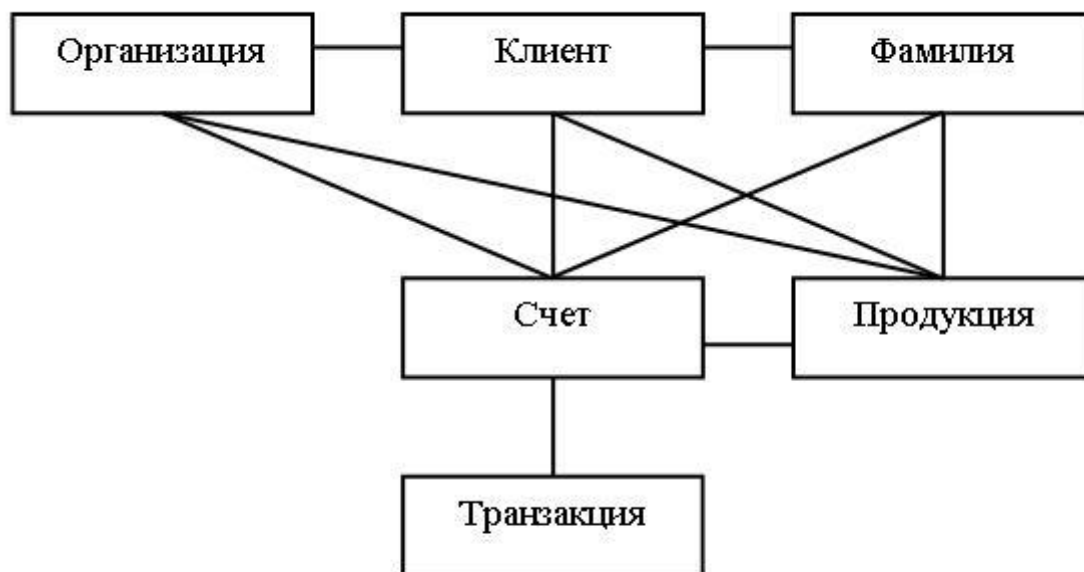 Организация
Клиент
Фамилия
Счет
Продукция
Транзакция